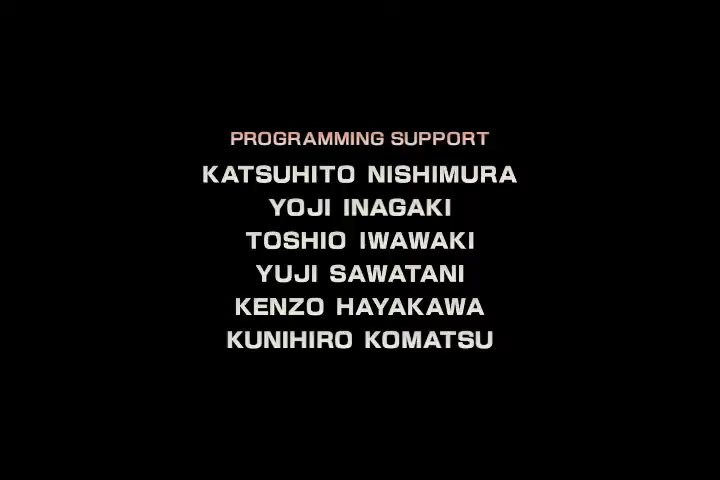 PROGRAMMING SUPPORT
KATSUHITO NISHIMURA
YOJI INAGAKI
TOSHIO IWAWAKI
YUJI SAWATANI
KENZO HAYAKAWA
KUNIHIRO KOMATSU